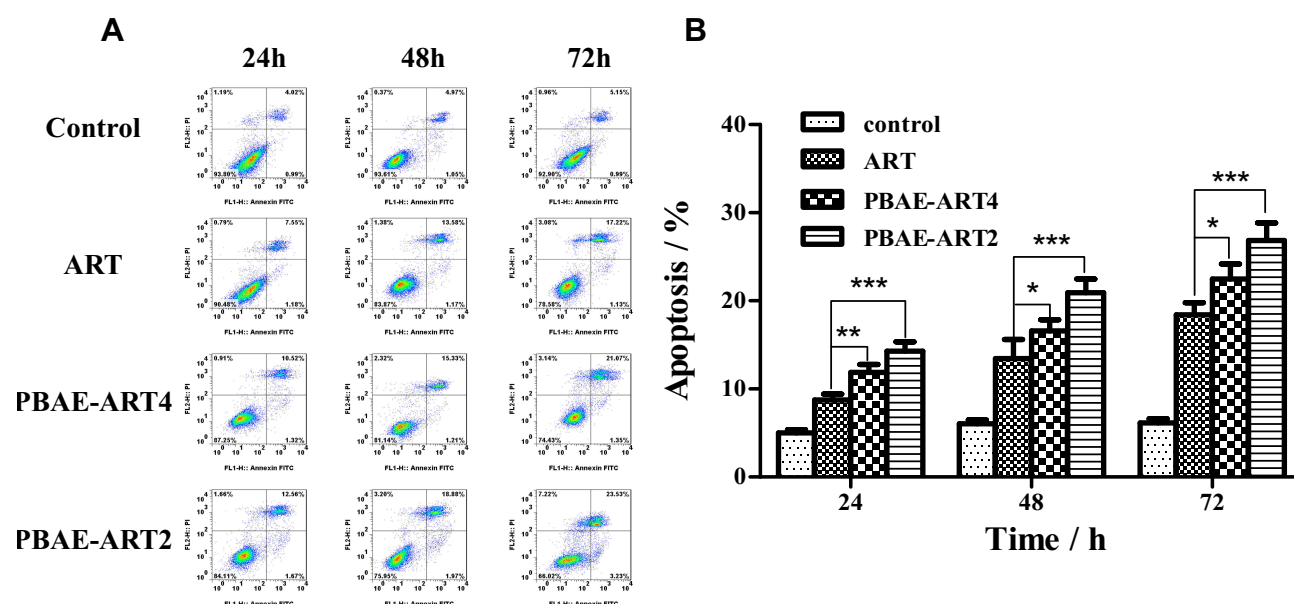 A
B
24h
48h
72h
Control
1.19% 4.02%
93.80% 0.99%
0.37% 4.97%
93.61% 1.05%
0.96% 5.15%
92.90% 0.99%
ART
0.79% 7.55%
90.48% 1.18%
1.38% 13.58%
83.87% 1.17%
3.08% 17.22%
78.58% 1.13%
PBAE-ART4
0.91% 10.52%
87.25% 1.32%
2.32% 15.33%
81.14% 1.21%
3.14% 21.07%
74.43% 1.35%
PBAE-ART2
1.66% 12.56%
84.11% 1.67%
3.20% 18.88%
75.95% 1.97%
7.22% 23.53%
66.02% 3.23%
FL2-H:: PI
FL1-H:: Annexin FITC
control
ART
PBAE-ART4
PBAE-ART2
Apoptosis / %
40
30
20
10
0
** ***
* ***
* ***
24 48 72
Time / h